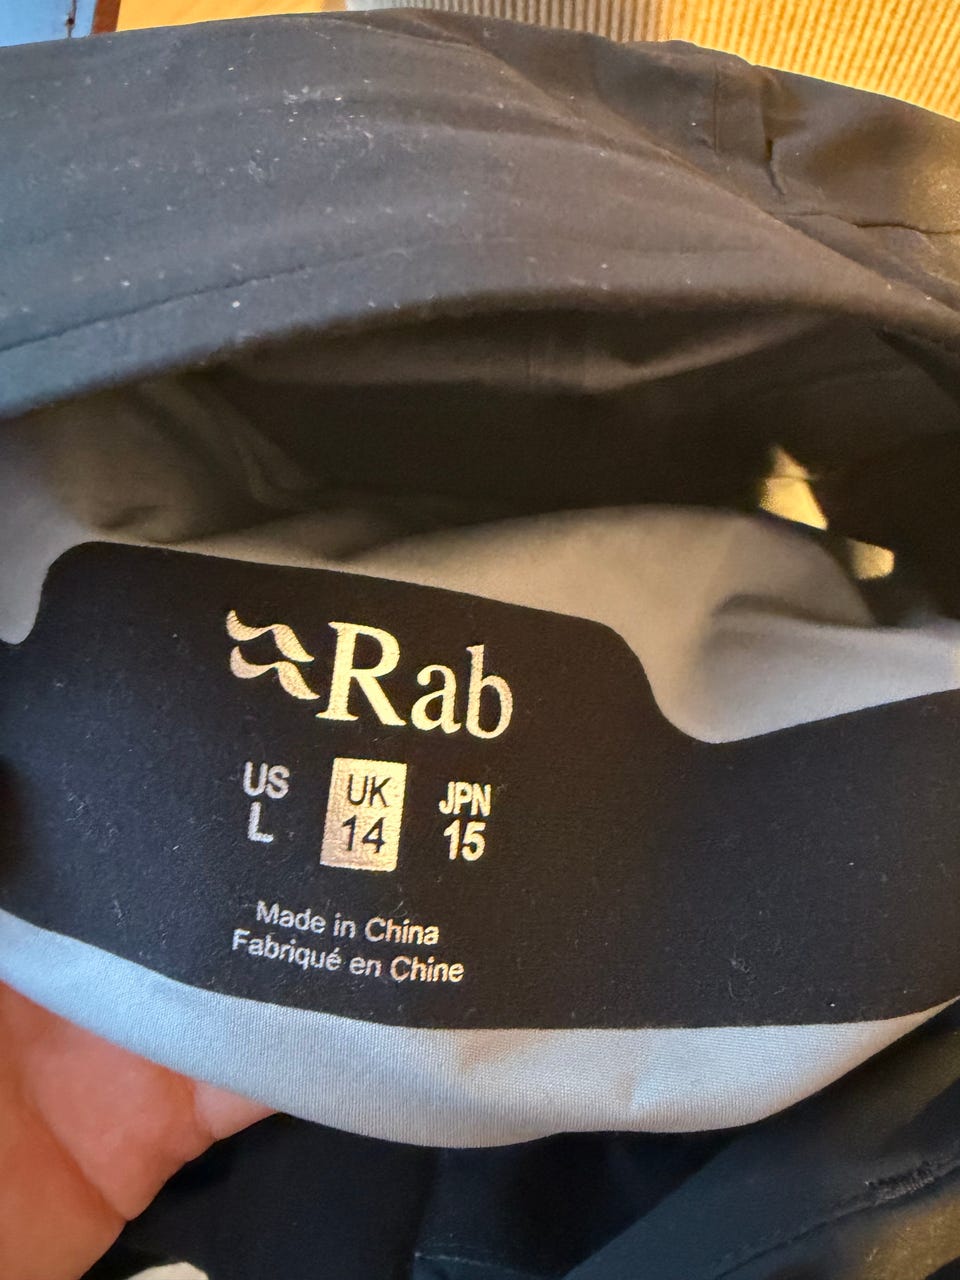 Rab
US UK JPN
L 14 15
Made in China
Fabriqué en Chine